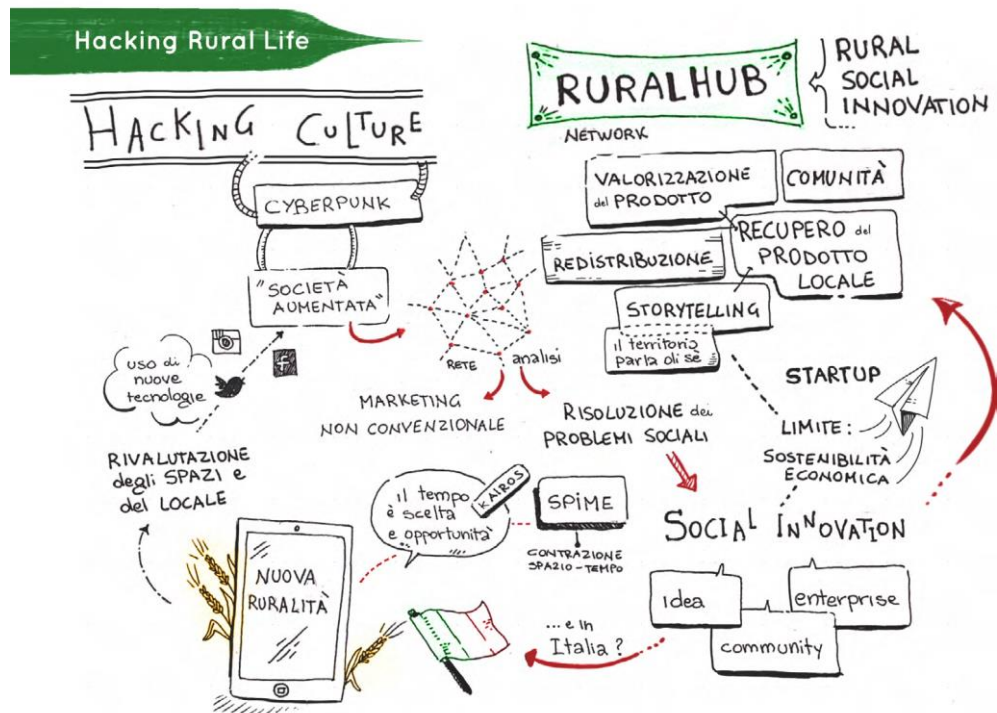 Hacking Rural Life
HACKING CULTURE
CYBERPUNK
"SOCIETÀ
AUMENTATA"
uso di
nuove
tecnologie
f
RIVALUTAZIONE
degli SPAZI e
del LOCALE
NUOVA
RURALITÀ
RETE
analisi
MARKETING
NON CONVENZIONALE
RISOLUZIONE dei
PROBLEMI SOCIALI
il tempo
è scelta
e opportunità
KAIROS
SPIME
CONTRAZIONE
SPAZIO-TEMPO
...e in
Italia?
RURALHUB
NETWORK
RURAL
SOCIAL
INNOVATION
VALORIZZAZIONE
del PRODOTTO
COMUNITÀ
REDISTRIBUZIONE
RECUPERO del
PRODOTTO
LOCALE
STORYTELLING
il territorio
parla di sé
STARTUP
LIMITE:
SOSTENIBILITÀ
ECONOMICA
SOCIAL INNOVATION
idea
enterprise
community